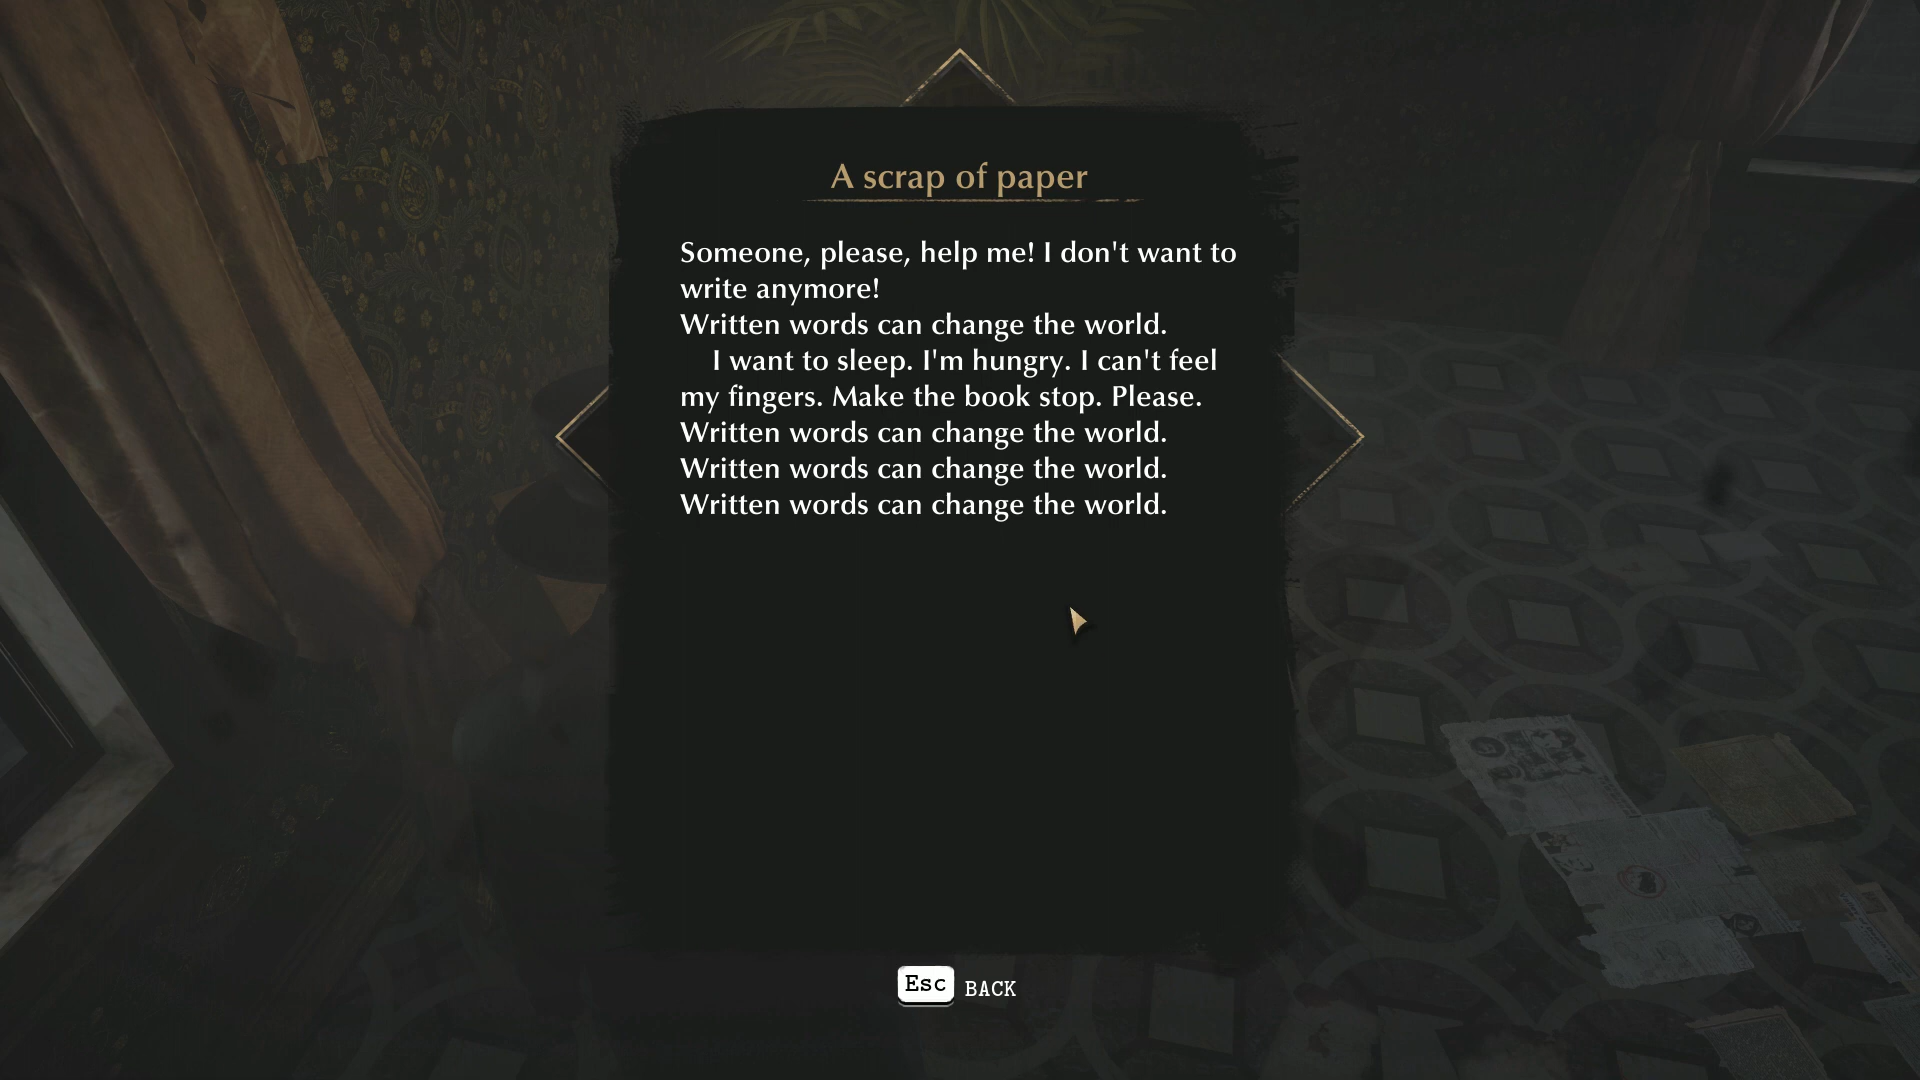 A scrap of paper
Someone, please, help me! I don't want to
write anymore!
Written words can change the world.
I want to sleep. I'm hungry. I can't feel
my fingers. Make the book stop. Please.
Written words can change the world.
Written words can change the world.
Written words can change the world.
Esc BACK